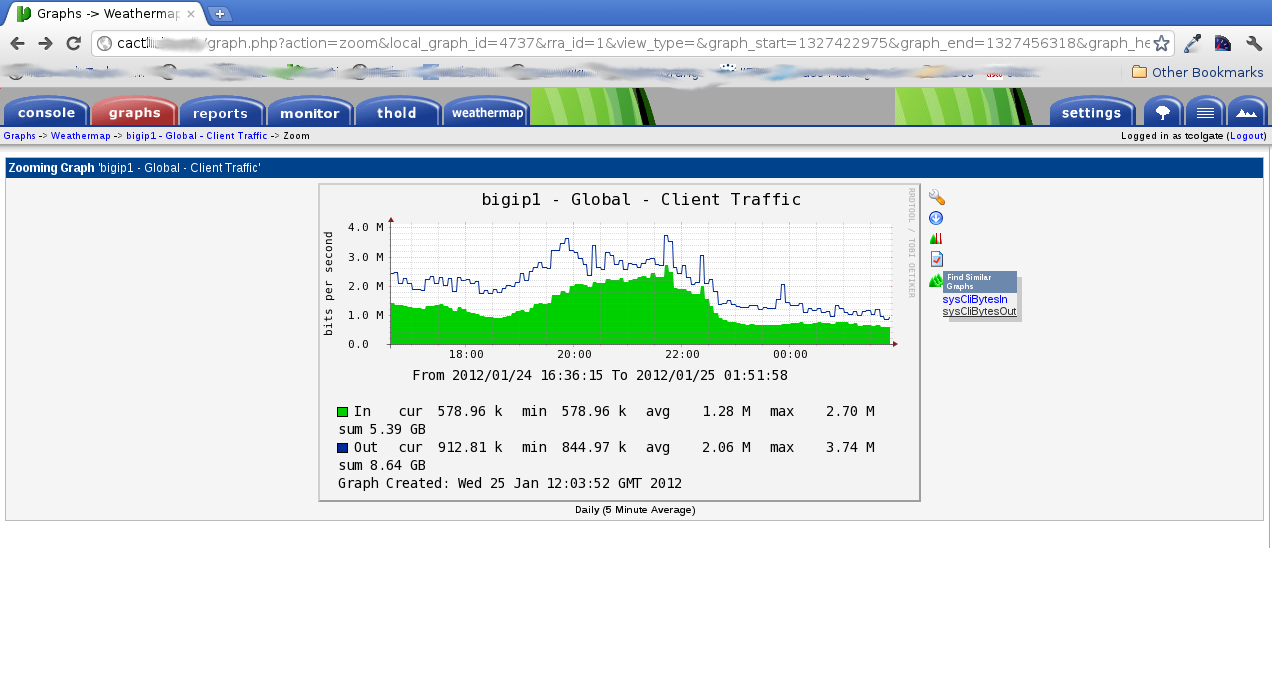 Graphs -> Weathermap
/graph.php?action=zoom&local_graph_id=4737&rra_id=1&view_type=&graph_start=1327422975&graph_end=1327456318&graph_he
Other Bookmarks
console graphs reports monitor thold weathermap settings
Graphs -> Weathermap -> bigip1 - Global - Client Traffic -> Zoom
Logged in as tcolgate (Logout)
Zooming Graph 'bigip1 - Global - Client Traffic'
bigip1 - Global - Client Traffic
RRDTOOL / TOBI OETIKER
bits per second
4.0 M
3.0 M
2.0 M
1.0 M
0.0
18:00 20:00 22:00 00:00
From 2012/01/24 16:36:15 To 2012/01/25 01:51:58
In cur 578.96 k min 578.96 k avg 1.28 M max 2.70 M
sum 5.39 GB
Out cur 912.81 k min 844.97 k avg 2.06 M max 3.74 M
sum 8.64 GB
Graph Created: Wed 25 Jan 12:03:52 GMT 2012
Daily (5 Minute Average)
Find Similar
Graphs
sysCliBytesIn
sysCliBytesOut